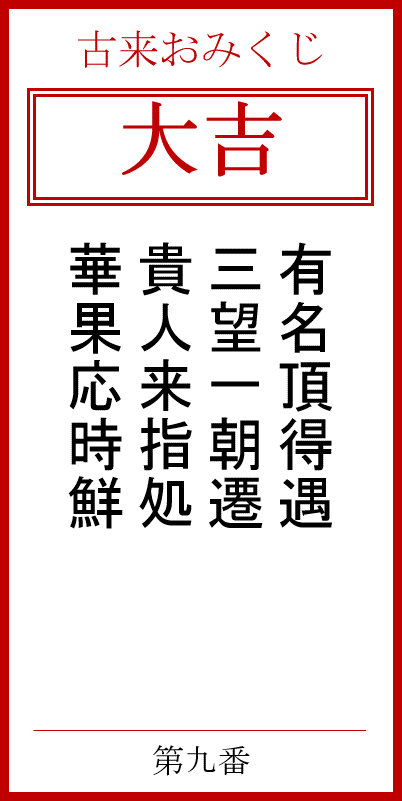 古来おみくじ
大吉
有名頂得遇
三望一朝遷
貴人来指処
華果応時鮮
第九番